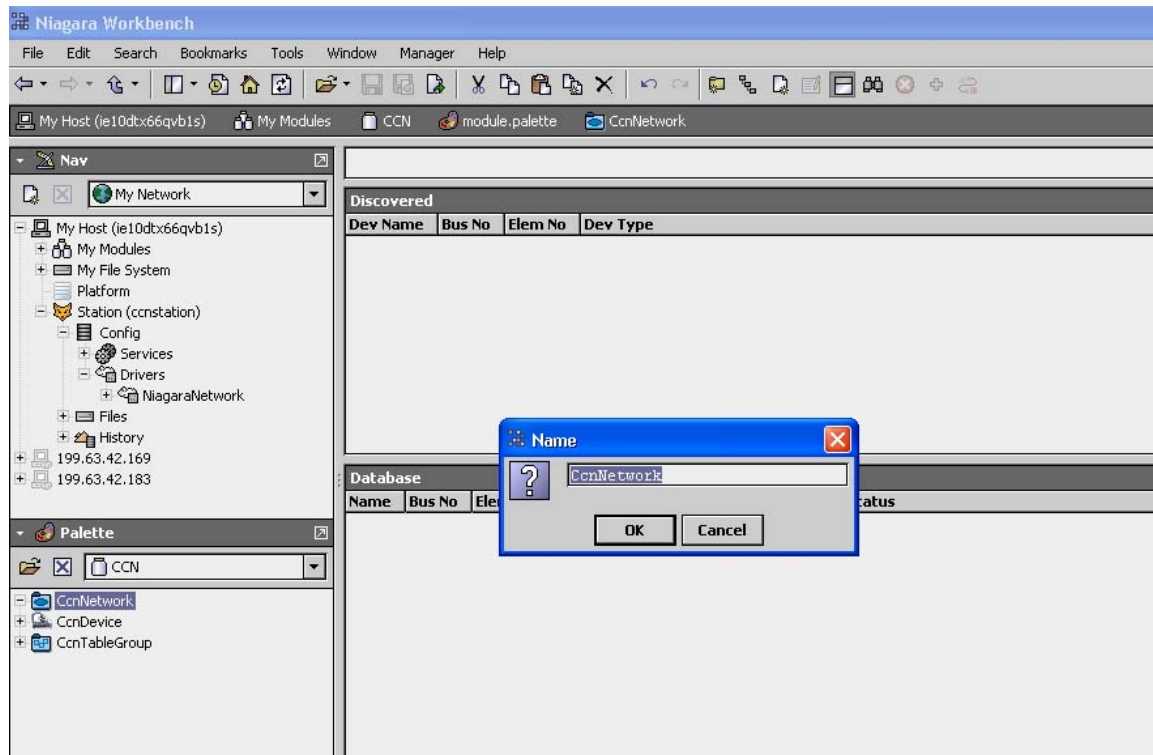 Niagara Workbench
File Edit Search Bookmarks Tools Window Manager Help
My Host (ie10dtx66qvb1s) My Modules CCN module.palette CcnNetwork
Nav
My Network
My Host (ie10dtx66qvb1s)
My Modules
My File System
Platform
Station (ccnstation)
Config
Services
Drivers
NiagaraNetwork
Files
History
199.63.42.169
199.63.42.183
Palette
CCN
CcnNetwork
CcnDevice
CcnTableGroup
Discovered
Dev Name Bus No Elem No Dev Type
Database
Name Bus No Ele atus
Name
CcnNetwork
OK Cancel